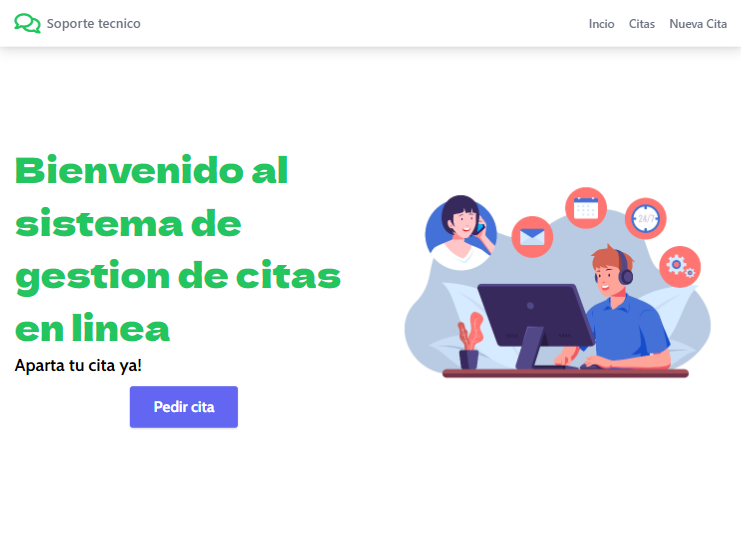 Soporte tecnico
Incio Citas Nueva Cita
Bienvenido al
sistema de
gestion de citas
en linea
Aparta tu cita ya!
Pedir cita
24/7